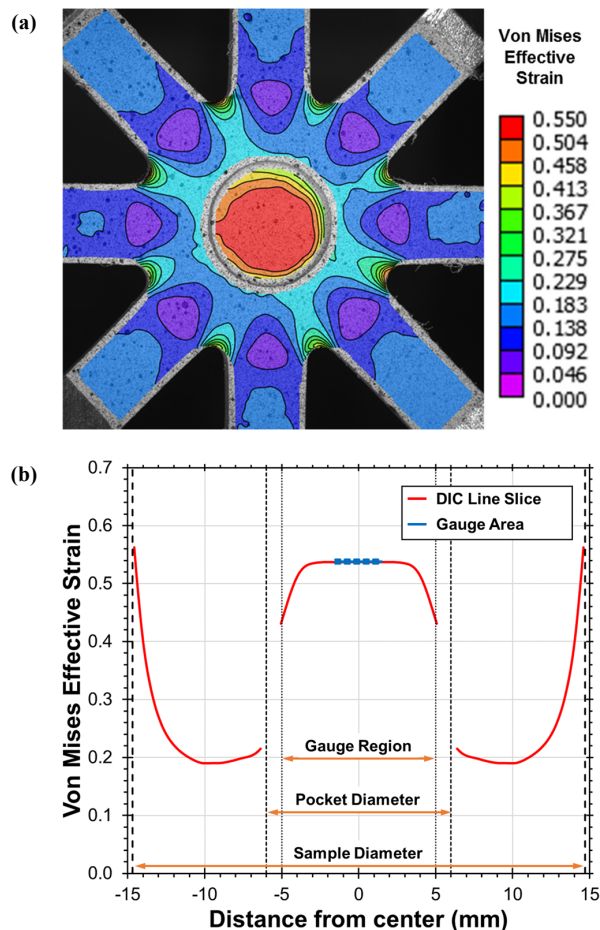 (a)
Von Mises
Effective
Strain
0.550
0.504
0.458
0.413
0.367
0.321
0.275
0.229
0.183
0.138
0.092
0.046
0.000
(b)
0.7
0.6
0.5
0.4
0.3
0.2
0.1
0.0
Von Mises Effective Strain
DIC Line Slice
Gauge Area
Gauge Region
Pocket Diameter
Sample Diameter
-15 -10 -5 0 5 10 15
Distance from center (mm)